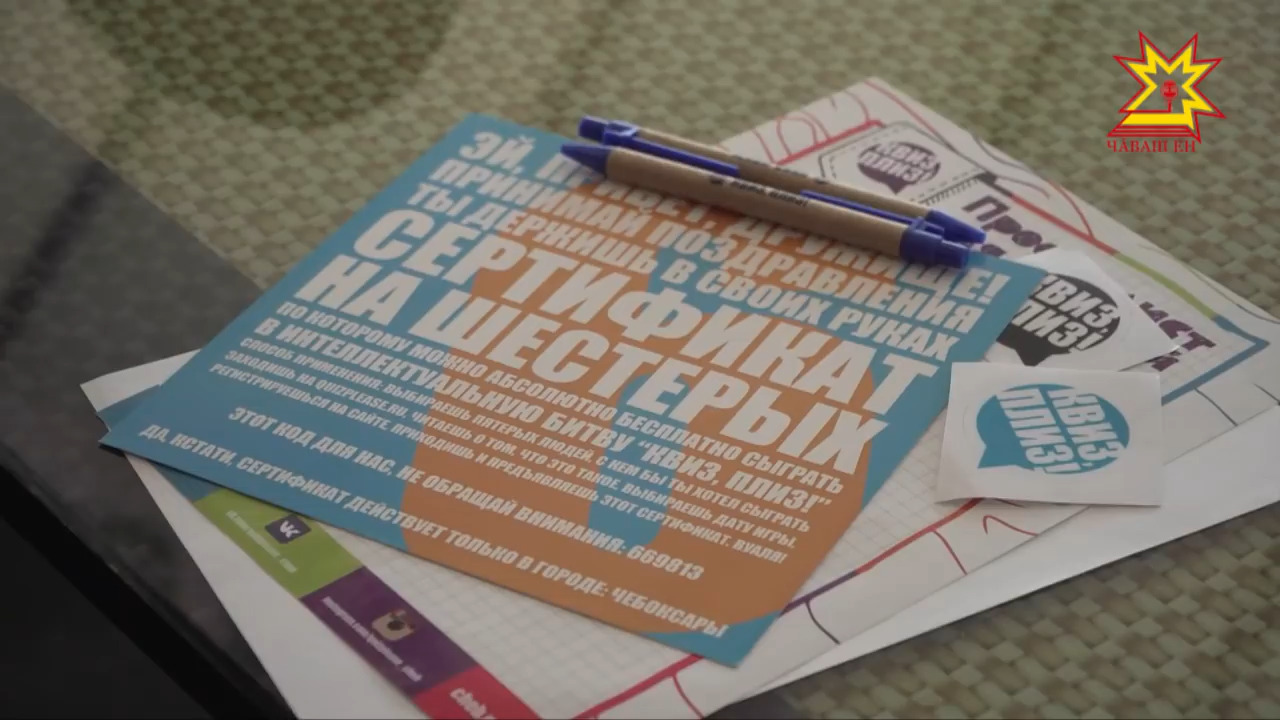 ЧӐВАШ ЕН
ЭЙ, ДРУЖИЩЕ!
ПРИНИМАЙ ПОЗДРАВЛЕНИЯ
ТЫ ДЕРЖИШЬ В СВОИХ РУКАХ
СЕРТИФИКАТ
НА ШЕСТЕРЫХ
ПО КОТОРОМУ МОЖНО АБСОЛЮТНО БЕСПЛАТНО СЫГРАТЬ
В ИНТЕЛЛЕКТУАЛЬНУЮ БИТВУ “КВИЗ, ПЛИЗ!”
СПОСОБ ПРИМЕНЕНИЯ: ВЫБИРАЕШЬ ПЯТЕРЫХ ЛЮДЕЙ, С КЕМ БЫ ТЫ ХОТЕЛ СЫГРАТЬ
ЗАХОДИШЬ НА QUIZPLEASE.RU, ЧИТАЕШЬ О ТОМ, ЧТО ЭТО ТАКОЕ, ВЫБИРАЕШЬ ДАТУ ИГРЫ,
РЕГИСТРИРУЕШЬСЯ НА САЙТЕ, ПРИХОДИШЬ И ПРЕДЪЯВЛЯЕШЬ ЭТОТ СЕРТИФИКАТ. ВУАЛЯ!
ЭТОТ КОД ДЛЯ НАС, НЕ ОБРАЩАЙ ВНИМАНИЯ: 669813
ДА, КСТАТИ, СЕРТИФИКАТ ДЕЙСТВУЕТ ТОЛЬКО В ГОРОДЕ: ЧЕБОКСАРЫ
КВИЗ,
ПЛИЗ!
КВИЗ,
ПЛИЗ!
КВИЗ,
ПЛИЗ!